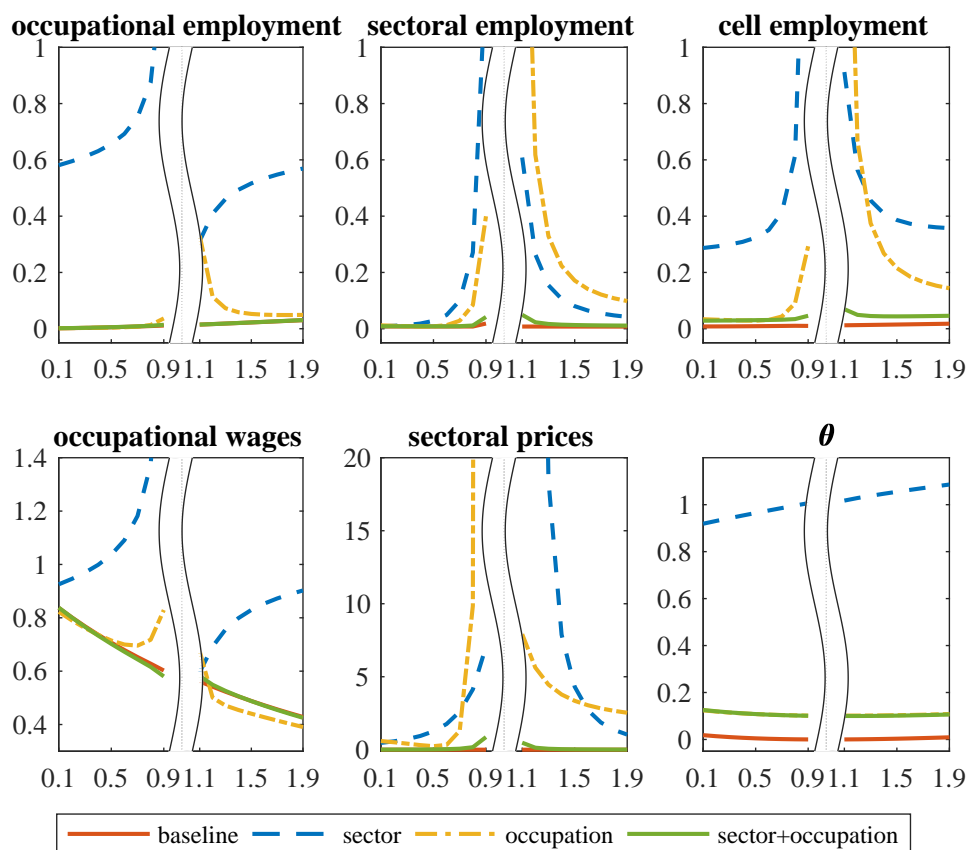 occupational employment
sectoral employment
cell employment
1
0.8
0.6
0.4
0.2
0
0.1 0.5 0.9 1.1 1.5 1.9
1
0.8
0.6
0.4
0.2
0
0.1 0.5 0.9 1.1 1.5 1.9
1
0.8
0.6
0.4
0.2
0
0.1 0.5 0.9 1.1 1.5 1.9
occupational wages
sectoral prices
θ
1.4
1.2
1
0.8
0.6
0.4
0.1 0.5 0.9 1.1 1.5 1.9
20
15
10
5
0
0.1 0.5 0.9 1.1 1.5 1.9
1
0.8
0.6
0.4
0.2
0
0.1 0.5 0.9 1.1 1.5 1.9
baseline sector occupation sector+occupation